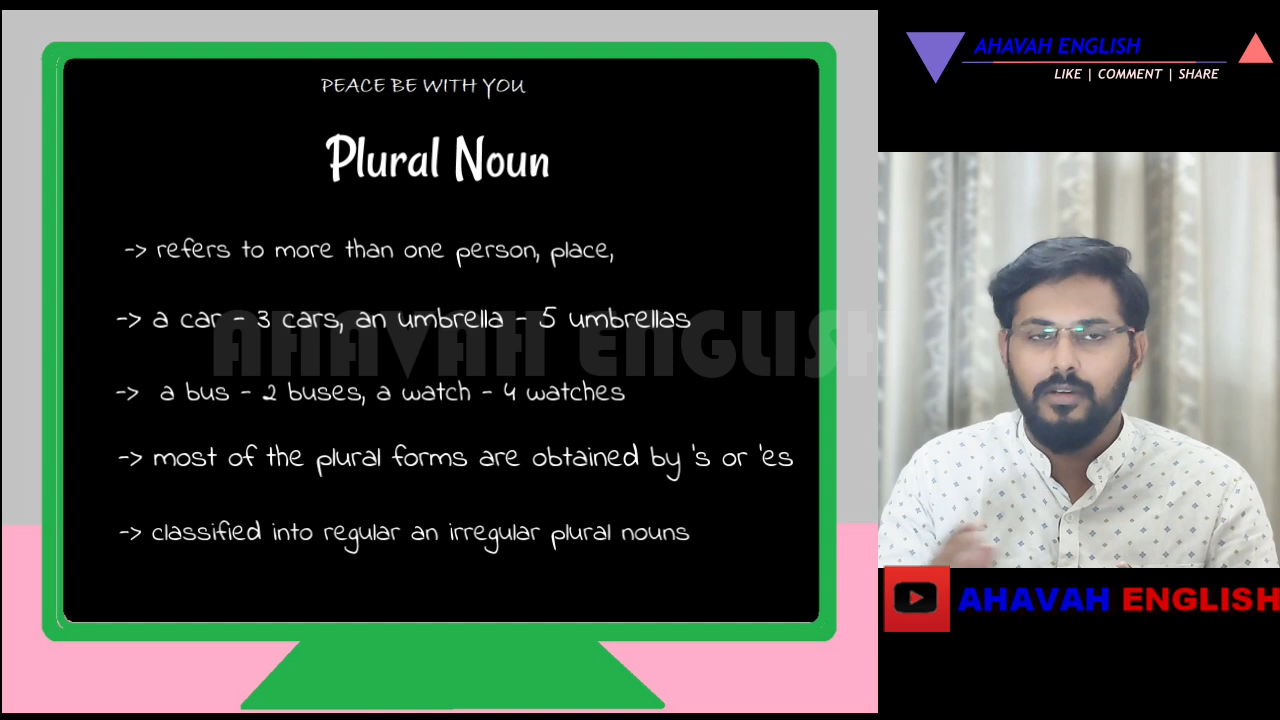 PEACE BE WITH YOU
Plural Noun
-> refers to more than one person, place,
-> a car - 3 cars, an umbrella - 5 umbrellas
-> a bus - 2 buses, a watch - 4 watches
-> most of the plural forms are obtained by 's or 'es
-> classified into regular an irregular plural nouns
AHAVAH ENGLISH
AHAVAH ENGLISH
LIKE | COMMENT | SHARE
AHAVAH ENGLISH